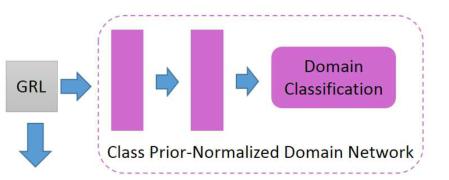 GRL
Domain
Classification
Class Prior-Normalized Domain Network